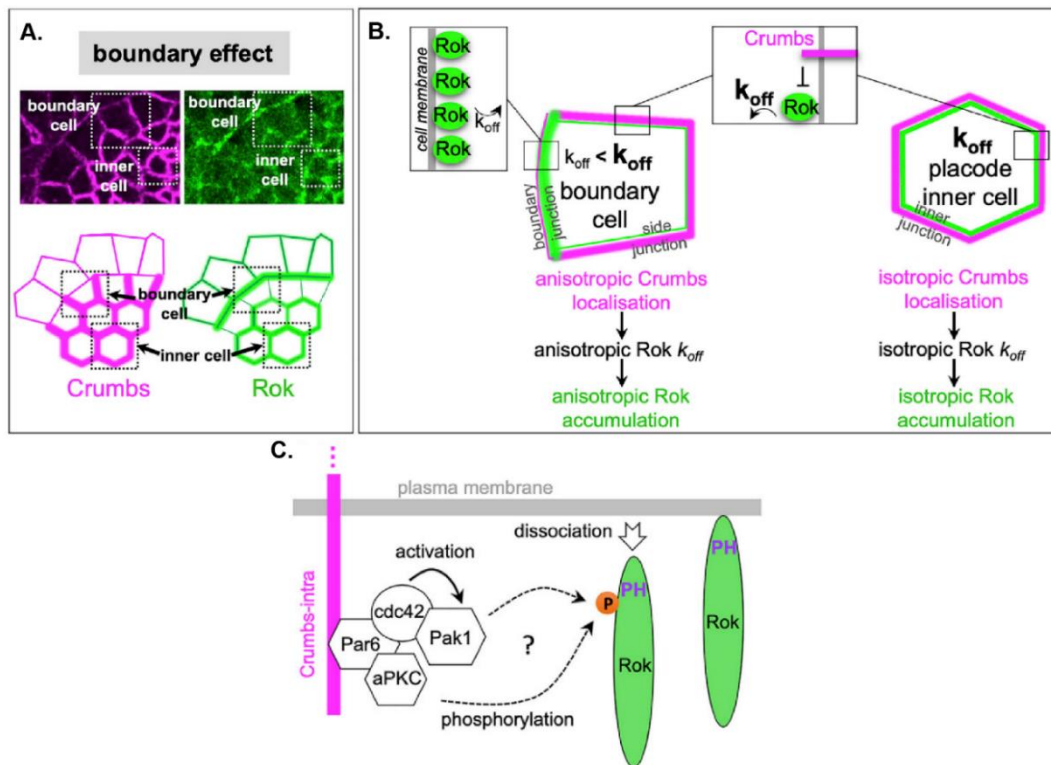 A.
boundary effect
boundary
cell
inner
cell
boundary
cell
inner
cell
boundary
cell
inner cell
Crumbs
Rok
B.
cell membrane
Rok
Rok
Rok
Rok
koff
Crumbs
koff
Rok
koff < koff
boundary
cell
boundary
junction
side
junction
koff
placode
inner cell
inner
junction
anisotropic Crumbs
localisation
anisotropic Rok koff
anisotropic Rok
accumulation
isotropic Crumbs
localisation
isotropic Rok koff
isotropic Rok
accumulation
C.
plasma membrane
Crumbs-intra
activation
cdc42
Par6
Pak1
aPKC
?
phosphorylation
dissociation
P
PH
Rok
PH
Rok